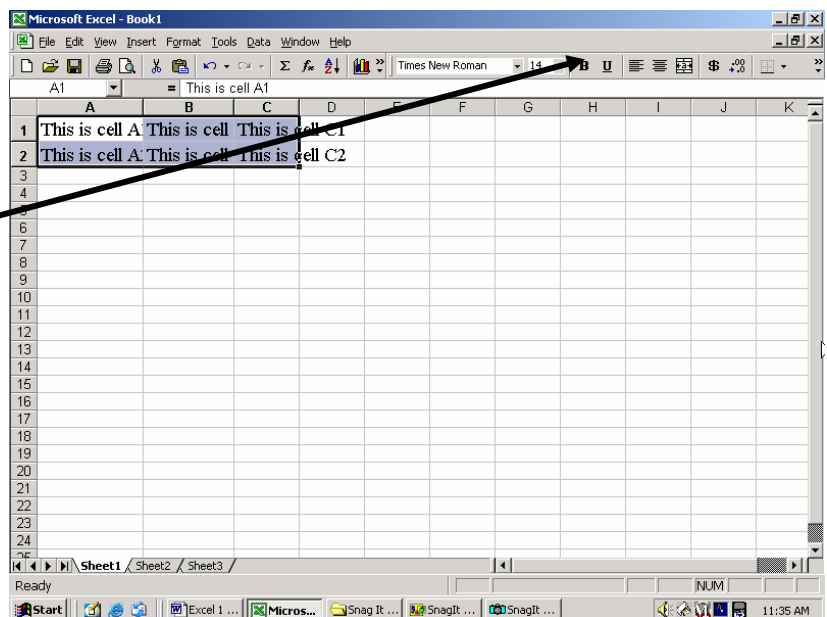 Microsoft Excel - Book1
File Edit View Insert Format Tools Data Window Help
Times New Roman 14 B U $
A1 = This is cell A1
A B C D E F G H I J K
1 This is cell A This is cell This is cell C1
2 This is cell A This is cell This is cell C2
3
4
5
6
7
8
9
10
11
12
13
14
15
16
17
18
19
20
21
22
23
24
25
Sheet1 Sheet2 Sheet3
Ready NUM
Start Excel 1 ... Micros... Snag It ... SnagIt ... SnagIt ... 11:35 AM